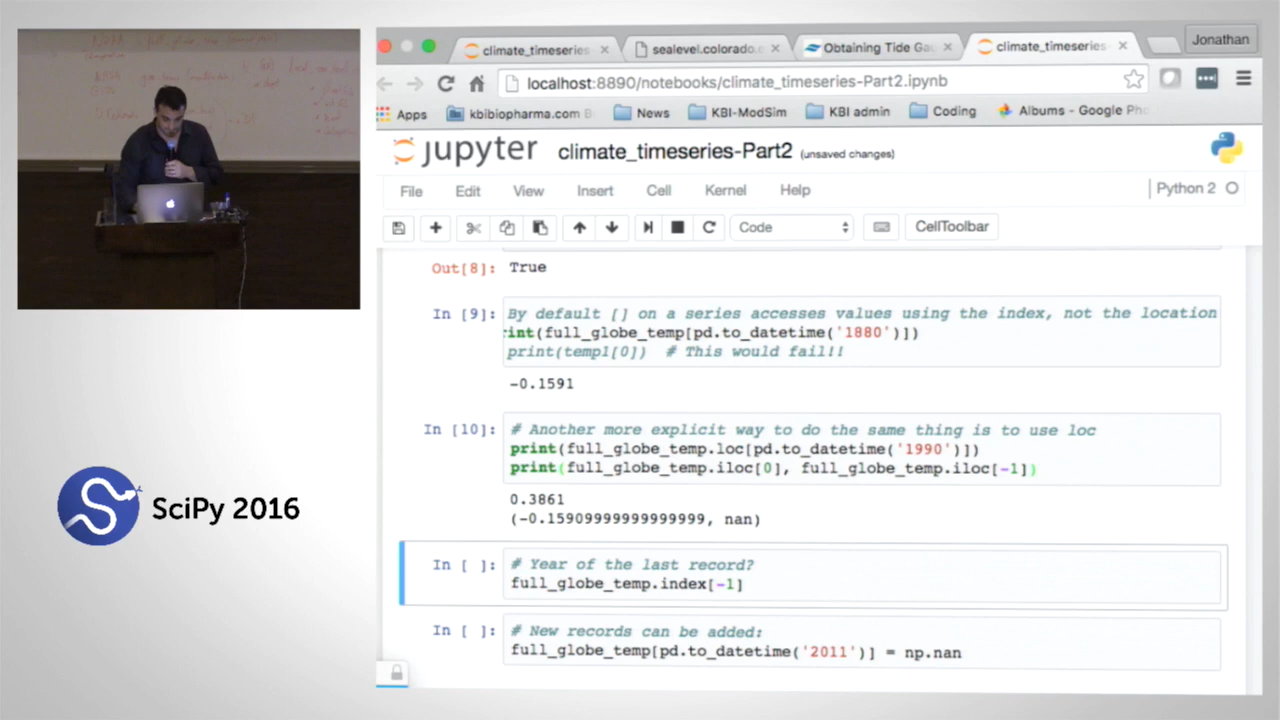 climate_timeseries-
sealevel.colorado.
Obtaining Tide Gau
climate_timeseries-
Jonathan
localhost:8890/notebooks/climate_timeseries-Part2.ipynb
Apps
kbibiopharma.com
News
KBI-ModSim
KBI admin
Coding
Albums - Google Pho
jupyter
climate_timeseries-Part2 (unsaved changes)
File
Edit
View
Insert
Cell
Kernel
Help
Python 2
Code
CellToolbar
Out[8]: True
In [9]: By default [] on a series accesses values using the index, not the location
rint(full_globe_temp[pd.to_datetime('1880')])
print(temp1[0]) # This would fail!!
-0.1591
In [10]: # Another more explicit way to do the same thing is to use loc
print(full_globe_temp.loc[pd.to_datetime('1990')])
print(full_globe_temp.iloc[0], full_globe_temp.iloc[-1])
0.3861
(-0.15909999999999999, nan)
In [ ]: # Year of the last record?
full_globe_temp.index[-1]
In [ ]: # New records can be added:
full_globe_temp[pd.to_datetime('2011')] = np.nan
SciPy 2016